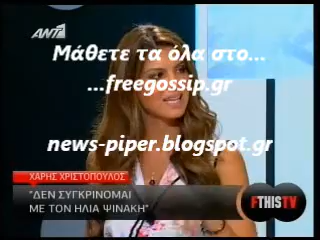 ΑΝΤ1
Μάθετε τα όλα στο...
...freegossip.gr
news-piper.blogspot.gr
ΧΑΡΗΣ ΧΡΙΣΤΟΠΟΥΛΟΣ
"ΔΕΝ ΣΥΓΚΡΙΝΟΜΑΙ
ΜΕ ΤΟΝ ΗΛΙΑ ΨΙΝΑΚΗ"
FTHISTV